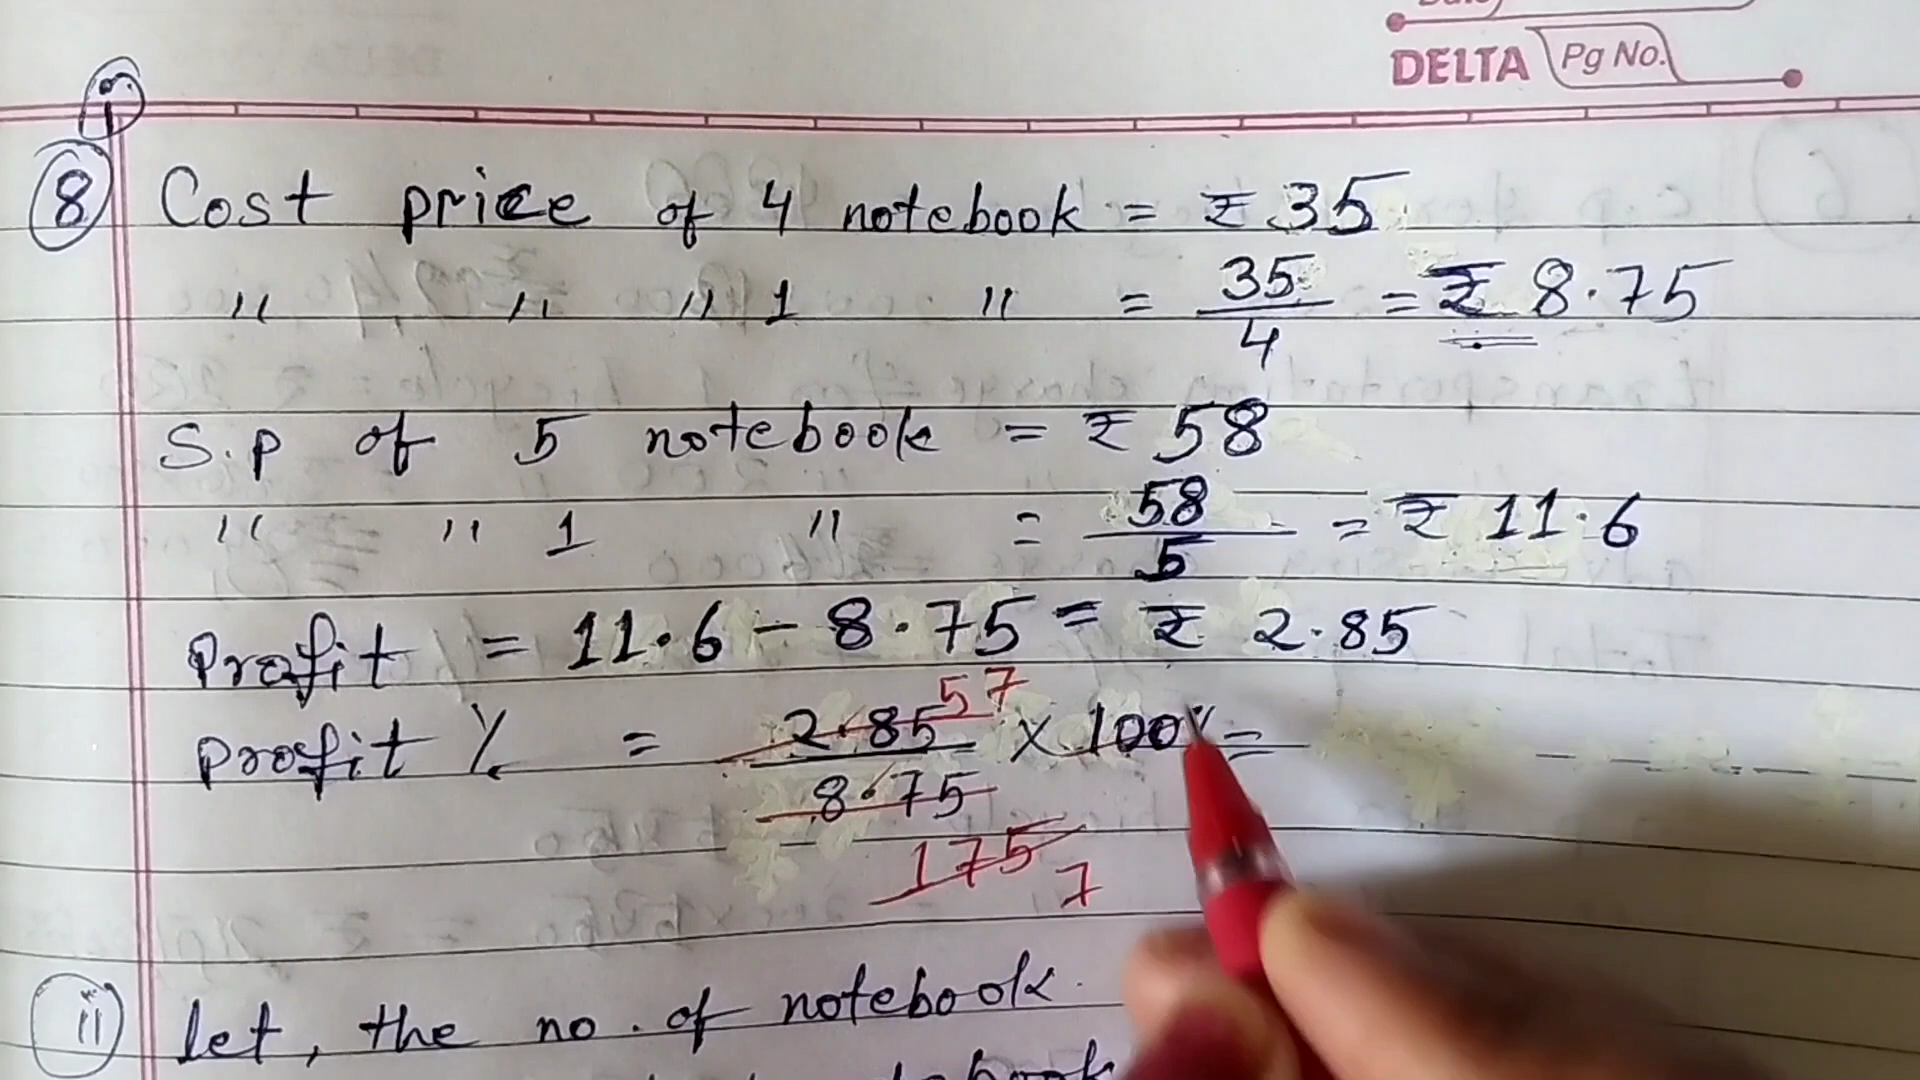 DELTA Pg No.
i
8 Cost price of 4 notebook = ₹ 35
" " " 1 " = 35/4 = ₹ 8.75
S.p of 5 notebook = ₹ 58
" " 1 " = 58/5 = ₹ 11.6
Profit = 11.6 - 8.75 = ₹ 2.85
57
Profit % = 2.85/8.75 × 100% =
175 7
ii let, the no. of notebook